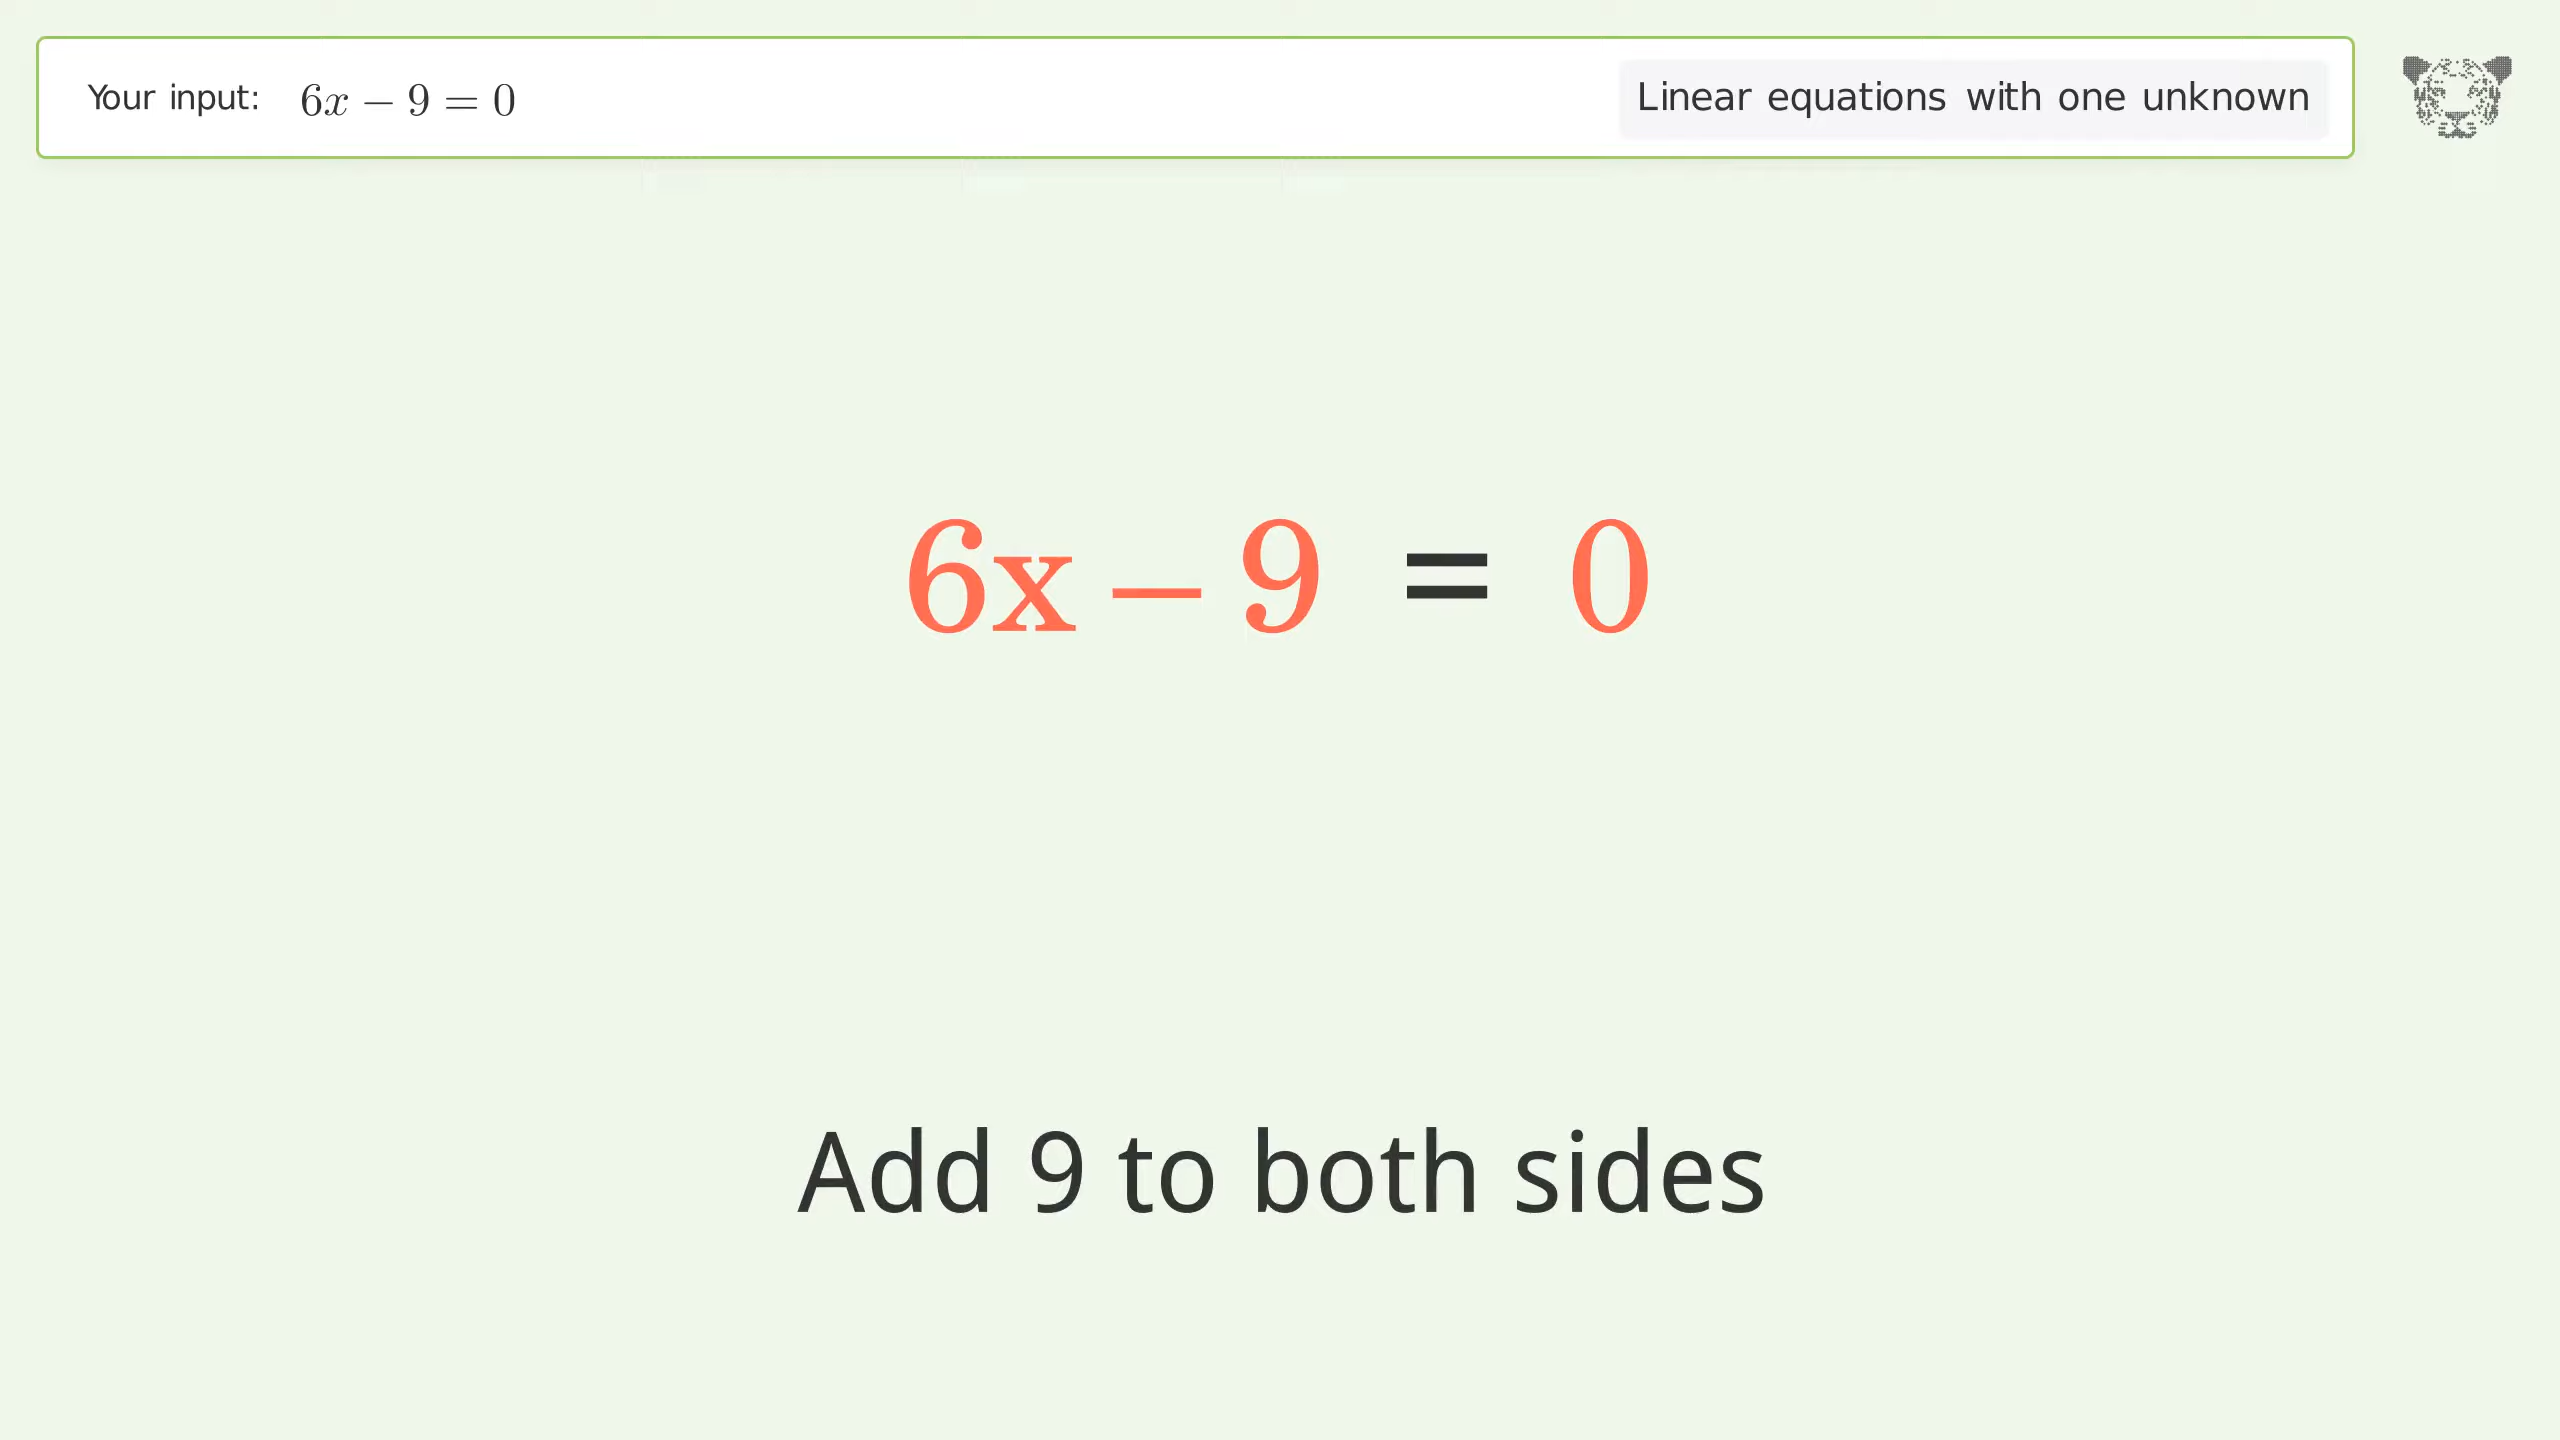 Your input: 6x − 9 = 0
Linear equations with one unknown
6x − 9 = 0
Add 9 to both sides